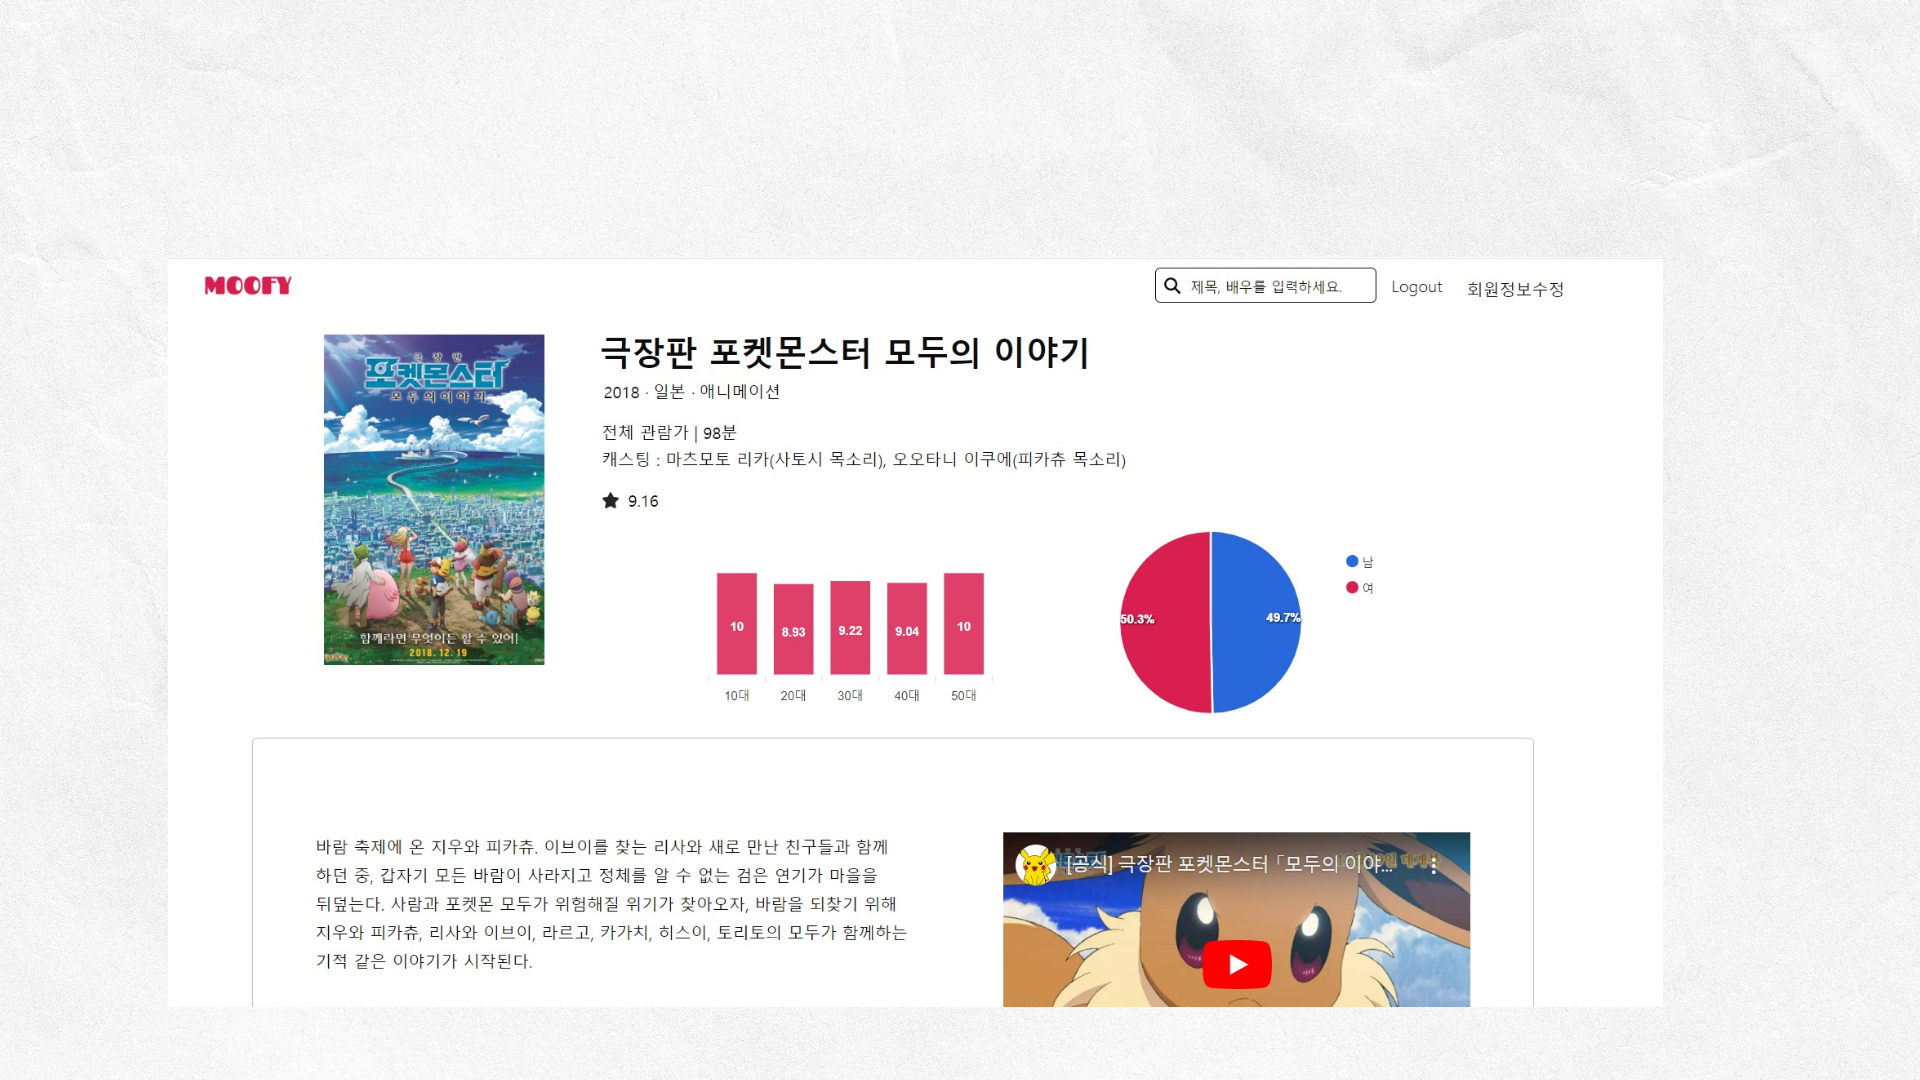 MOOFY
제목, 배우를 입력하세요.
Logout
회원정보수정
극장판
포켓몬스터
모두의 이야기
함께라면 무엇이든 할 수 있어!
2018. 12. 19
극장판 포켓몬스터 모두의 이야기
2018 · 일본 · 애니메이션
전체 관람가 | 98분
캐스팅 : 마츠모토 리카(사토시 목소리), 오오타니 이쿠에(피카츄 목소리)
9.16
10 8.93 9.22 9.04 10
10대 20대 30대 40대 50대
50.3% 49.7%
남
여
바람 축제에 온 지우와 피카츄. 이브이를 찾는 리사와 새로 만난 친구들과 함께
하던 중, 갑자기 모든 바람이 사라지고 정체를 알 수 없는 검은 연기가 마을을
뒤덮는다. 사람과 포켓몬 모두가 위험해질 위기가 찾아오자, 바람을 되찾기 위해
지우와 피카츄, 리사와 이브이, 라르고, 카가치, 히스이, 토리토의 모두가 함께하는
기적 같은 이야기가 시작된다.
[공식] 극장판 포켓몬스터「모두의 이야...